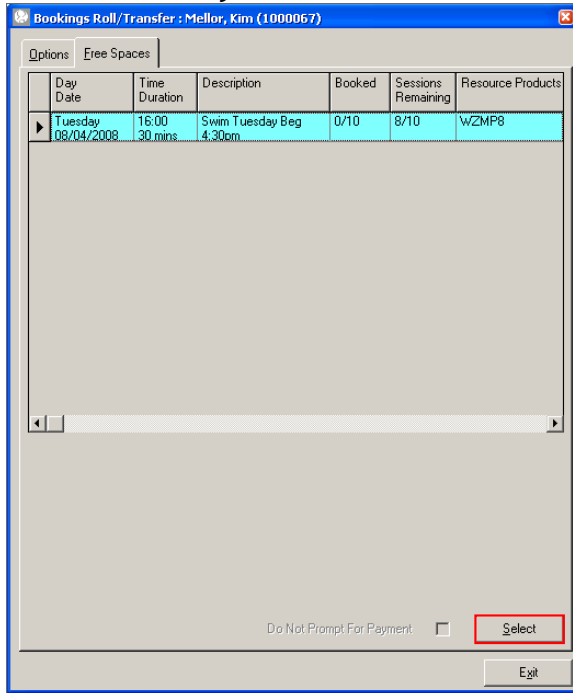 Bookings Roll/Transfer : Mellor, Kim (1000067)
Options Free Spaces
Day Time Description Booked Sessions Resource Products
Date Duration Remaining
Tuesday 16:00 Swim Tuesday Beg 0/10 8/10 WZMP8
08/04/2008 30 mins 4:30pm
Do Not Prompt For Payment Select
Exit